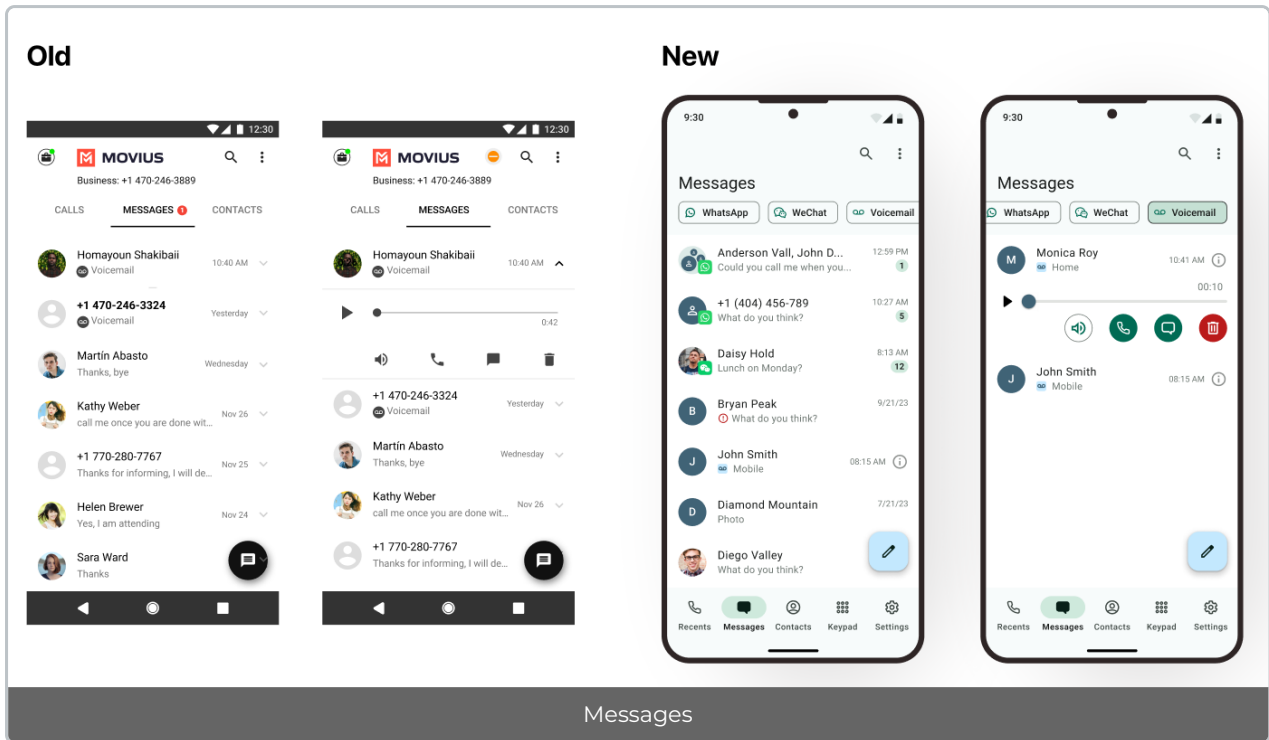 Old
New
12:30
MOVIUS
Business: +1 470-246-3889
CALLS MESSAGES 1 CONTACTS
Homayoun Shakibaii
Voicemail
10:40 AM
+1 470-246-3324
Voicemail
Yesterday
Martín Abasto
Thanks, bye
Wednesday
Kathy Weber
call me once you are done wit...
Nov 26
+1 770-280-7767
Thanks for informing, I will de...
Nov 25
Helen Brewer
Yes, I am attending
Nov 24
Sara Ward
Thanks
12:30
MOVIUS
Business: +1 470-246-3889
CALLS MESSAGES CONTACTS
Homayoun Shakibaii
Voicemail
10:40 AM
0:42
+1 470-246-3324
Voicemail
Yesterday
Martín Abasto
Thanks, bye
Wednesday
Kathy Weber
call me once you are done wit...
Nov 26
+1 770-280-7767
Thanks for informing, I will de...
9:30
Messages
WhatsApp WeChat Voicemail
Anderson Vall, John D...
Could you call me when you...
12:59 PM
1
+1 (404) 456-789
What do you think?
10:27 AM
5
Daisy Hold
Lunch on Monday?
8:13 AM
12
B
Bryan Peak
What do you think?
9/21/23
J
John Smith
Mobile
08:15 AM
D
Diamond Mountain
Photo
7/21/23
Diego Valley
What do you think?
Recents Messages Contacts Keypad Settings
9:30
Messages
WhatsApp WeChat Voicemail
M
Monica Roy
Home
10:41 AM
00:10
J
John Smith
Mobile
08:15 AM
Recents Messages Contacts Keypad Settings
Messages